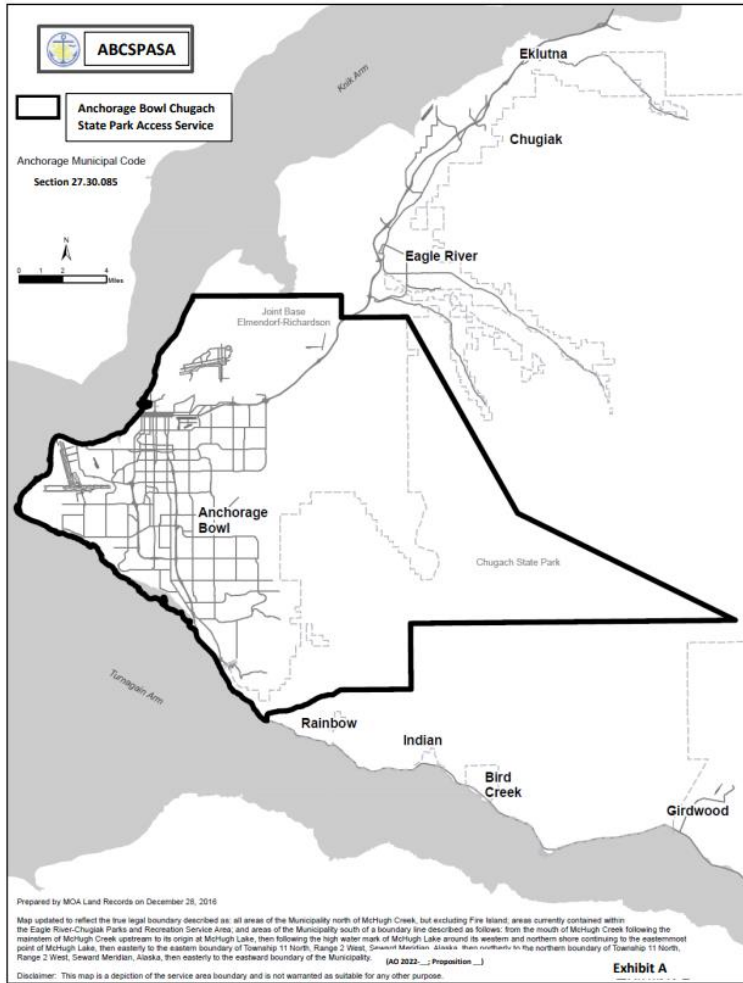 ABCSPASA
Anchorage Bowl Chugach
State Park Access Service
Anchorage Municipal Code
Section 27.30.085
N
0 1 2 4
Miles
Knik Arm
Eklutna
Chugiak
Eagle River
Joint Base
Elmendorf-Richardson
Anchorage
Bowl
Chugach State Park
Turnagain Arm
Rainbow
Indian
Bird
Creek
Girdwood
Prepared by MOA Land Records on December 28, 2016
Map updated to reflect the true legal boundary described as: all areas of the Municipality north of McHugh Creek, but excluding Fire Island, areas currently contained within
the Eagle River-Chugiak Parks and Recreation Service Area; and areas of the Municipality south of a boundary line described as follows: from the mouth of McHugh Creek following the
mainstem of McHugh Creek upstream to its origin at McHugh Lake, then following the high water mark of McHugh Lake around its western and northern shore continuing to the easternmost
point of McHugh Lake, then easterly to the eastern boundary of Township 11 North, Range 2 West, Seward Meridian, Alaska, then northerly to the northern boundary of Township 11 North,
Range 2 West, Seward Meridian, Alaska, then easterly to the eastward boundary of the Municipality.
(AO 2022-__; Proposition __)
Disclaimer: This map is a depiction of the service area boundary and is not warranted as suitable for any other purpose.
Exhibit A